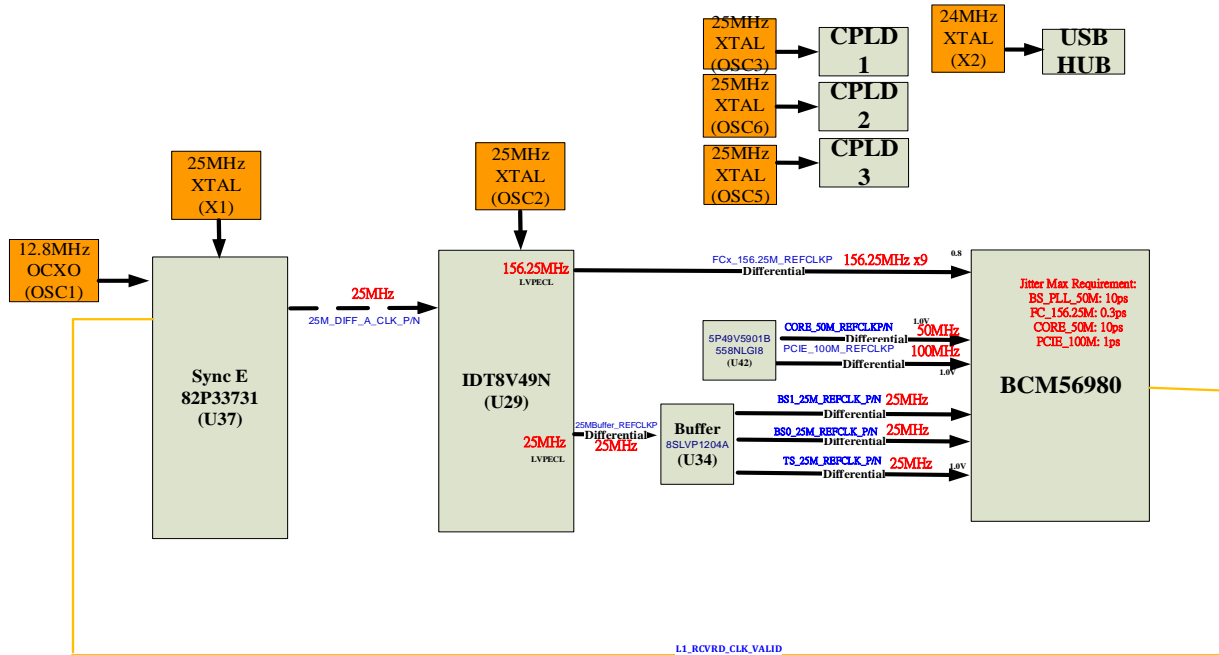 25MHz
XTAL
(OSC3)
CPLD
1
24MHz
XTAL
(X2)
USB
HUB
25MHz
XTAL
(OSC6)
CPLD
2
25MHz
XTAL
(OSC5)
CPLD
3
25MHz
XTAL
(X1)
25MHz
XTAL
(OSC2)
12.8MHz
OCXO
(OSC1)
25MHz
25M_DIFF_A_CLK_P/N
Sync E
82P33731
(U37)
156.25MHz
LVPECL
IDT8V49N
(U29)
25MHz
LVPECL
FCx_156.25M_REFCLKP 156.25MHz x9 0.8
Differential
5P49V5901B
558NLGI8
(U42)
CORE_50M_REFCLKP/N 1.0V
50MHz
Differential
PCIE_100M_REFCLKP 100MHz
Differential 1.0V
25MBuffer_REFCLKP
Differential
25MHz
Buffer
8SLVP1204A
(U34)
BS1_25M_REFCLK_P/N 25MHz
Differential
BS0_25M_REFCLK_P/N 25MHz
Differential
TS_25M_REFCLK_P/N 25MHz 1.0V
Differential
Jitter Max Requirement:
BS_PLL_50M: 10ps
FC_156.25M: 0.3ps
CORE_50M: 10ps
PCIE_100M: 1ps
BCM56980
L1_RCVRD_CLK_VALID